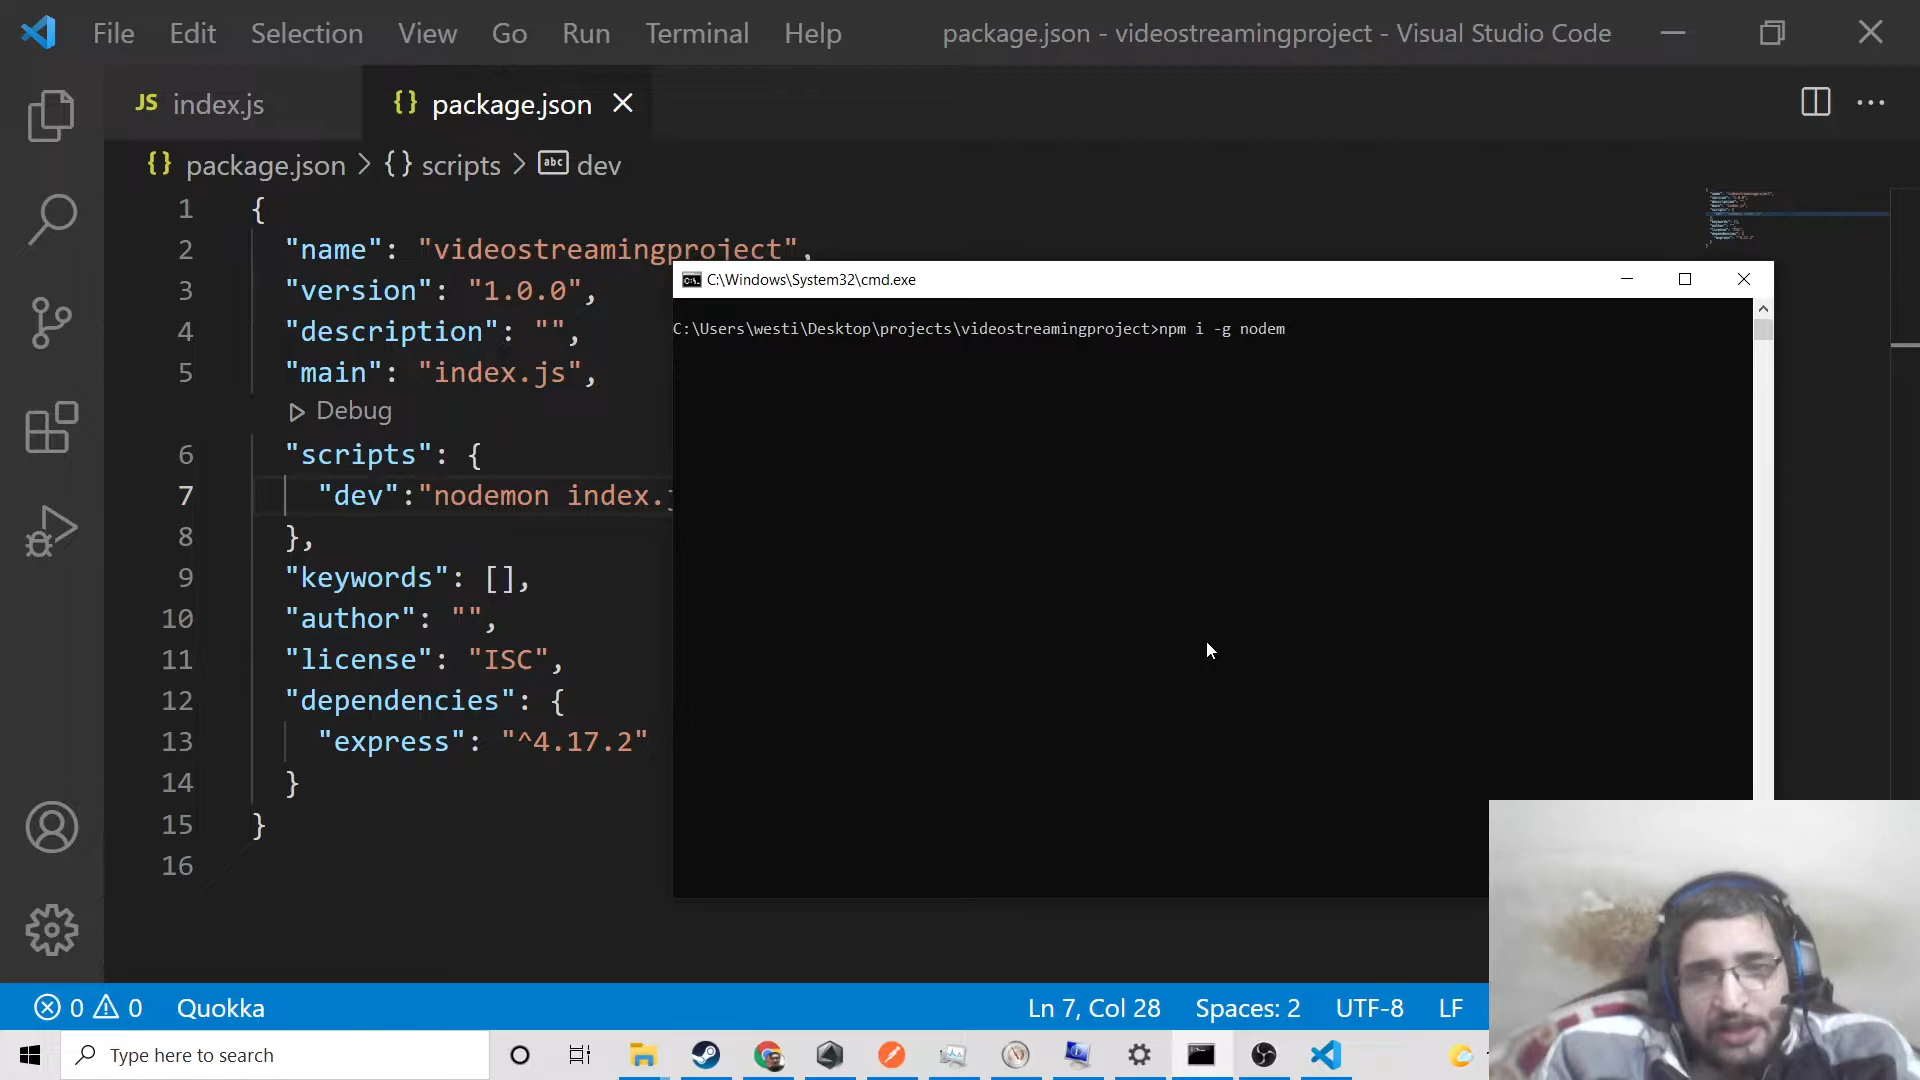 File Edit Selection View Go Run Terminal Help package.json - videostreamingproject - Visual Studio Code
JS index.js {} package.json
{} package.json > {} scripts > abc dev
1 {
2 "name": "videostreamingproject",
3 "version": "1.0.0",
4 "description": "",
5 "main": "index.js",
Debug
6 "scripts": {
7 "dev":"nodemon index.j
8 },
9 "keywords": [],
10 "author": "",
11 "license": "ISC",
12 "dependencies": {
13 "express": "^4.17.2"
14 }
15 }
16
C:\Windows\System32\cmd.exe
C:\Users\westi\Desktop\projects\videostreamingproject>npm i -g nodem
0 0 Quokka Ln 7, Col 28 Spaces: 2 UTF-8 LF
Type here to search